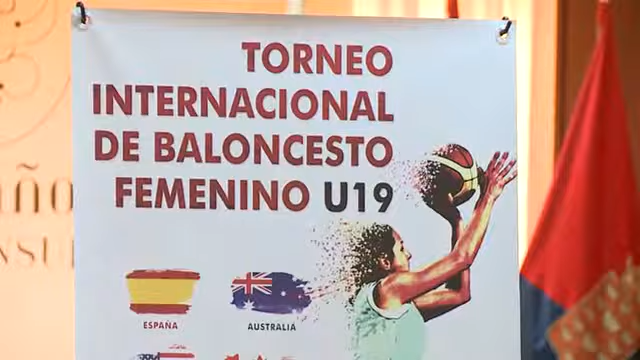 TORNEO
INTERNACIONAL
DE BALONCESTO
FEMENINO U19
ESPAÑA
AUSTRALIA